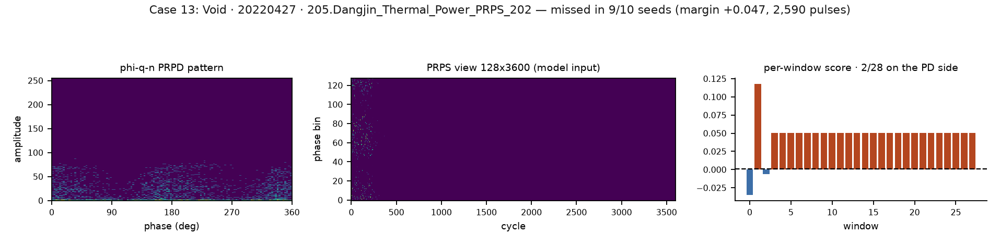 Case 13: Void · 20220427 · 205.Dangjin_Thermal_Power_PRPS_202 — missed in 9/10 seeds (margin +0.047, 2,590 pulses)
phi-q-n PRPD pattern
250
200
150
100
50
0
amplitude
0 90 180 270 360
phase (deg)
PRPS view 128x3600 (model input)
120
100
80
60
40
20
0
phase bin
0 500 1000 1500 2000 2500 3000 3500
cycle
per-window score · 2/28 on the PD side
0.125
0.100
0.075
0.050
0.025
0.000
−0.025
0 5 10 15 20 25
window